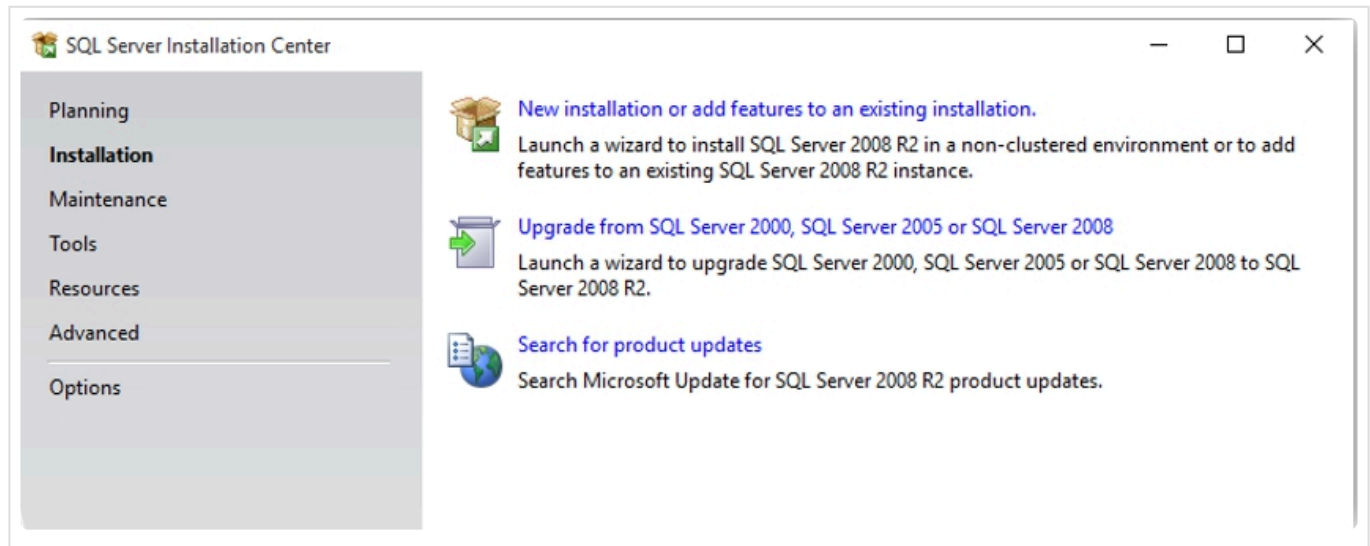 SQL Server Installation Center
Planning
Installation
Maintenance
Tools
Resources
Advanced
Options
New installation or add features to an existing installation.
Launch a wizard to install SQL Server 2008 R2 in a non-clustered environment or to add
features to an existing SQL Server 2008 R2 instance.
Upgrade from SQL Server 2000, SQL Server 2005 or SQL Server 2008
Launch a wizard to upgrade SQL Server 2000, SQL Server 2005 or SQL Server 2008 to SQL
Server 2008 R2.
Search for product updates
Search Microsoft Update for SQL Server 2008 R2 product updates.